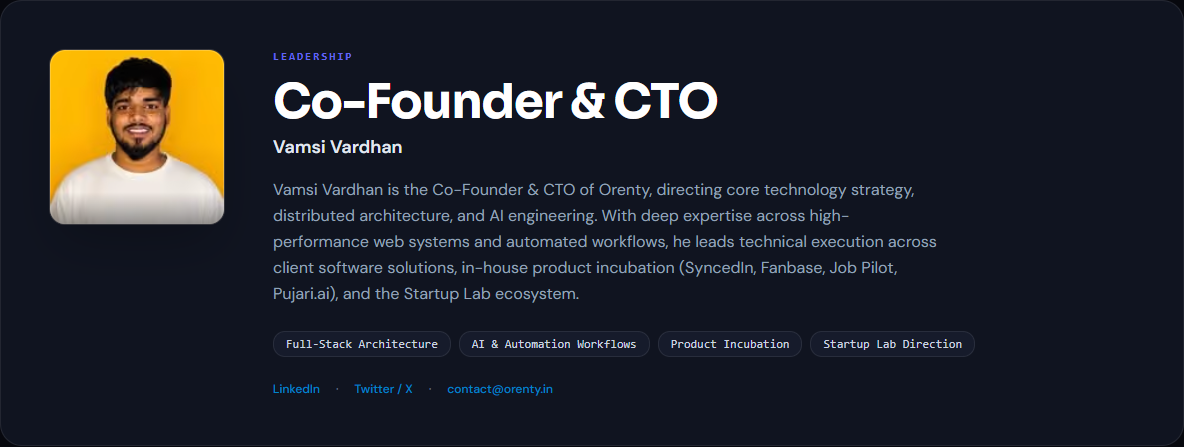 LEADERSHIP
Co-Founder & CTO
Vamsi Vardhan
Vamsi Vardhan is the Co-Founder & CTO of Orenty, directing core technology strategy,
distributed architecture, and AI engineering. With deep expertise across high-
performance web systems and automated workflows, he leads technical execution across
client software solutions, in-house product incubation (SyncedIn, Fanbase, Job Pilot,
Pujari.ai), and the Startup Lab ecosystem.
Full-Stack Architecture AI & Automation Workflows Product Incubation Startup Lab Direction
LinkedIn · Twitter / X · contact@orenty.in